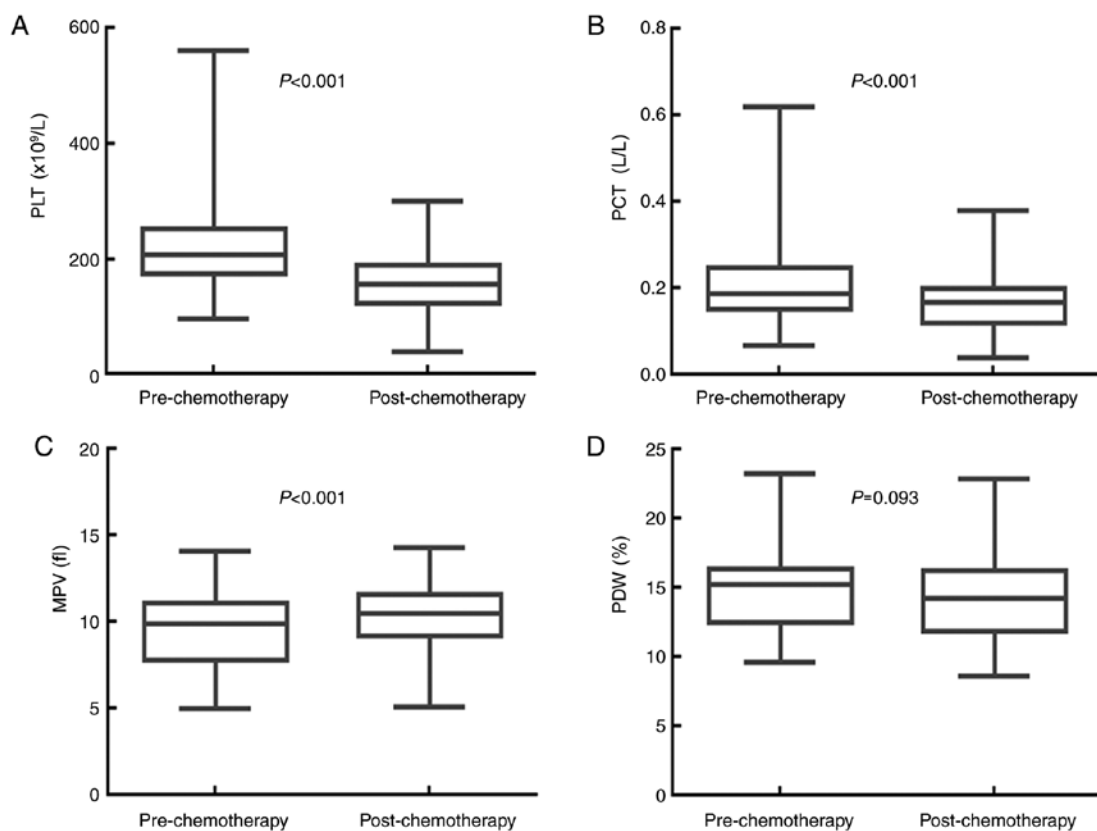 A
600
400
200
0
PLT (x10⁹/L)
P<0.001
Pre-chemotherapy
Post-chemotherapy
B
0.8
0.6
0.4
0.2
0.0
PCT (L/L)
P<0.001
Pre-chemotherapy
Post-chemotherapy
C
20
15
10
5
0
MPV (fl)
P<0.001
Pre-chemotherapy
Post-chemotherapy
D
25
20
15
10
5
0
PDW (%)
P=0.093
Pre-chemotherapy
Post-chemotherapy